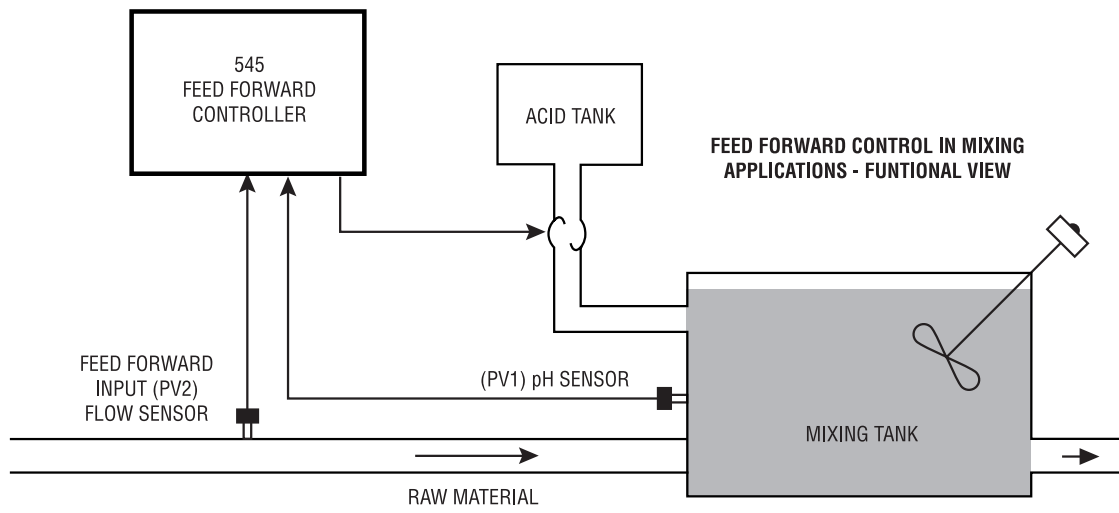 545
FEED FORWARD
CONTROLLER
ACID TANK
FEED FORWARD CONTROL IN MIXING
APPLICATIONS - FUNTIONAL VIEW
FEED FORWARD
INPUT (PV2)
FLOW SENSOR
(PV1) pH SENSOR
MIXING TANK
RAW MATERIAL